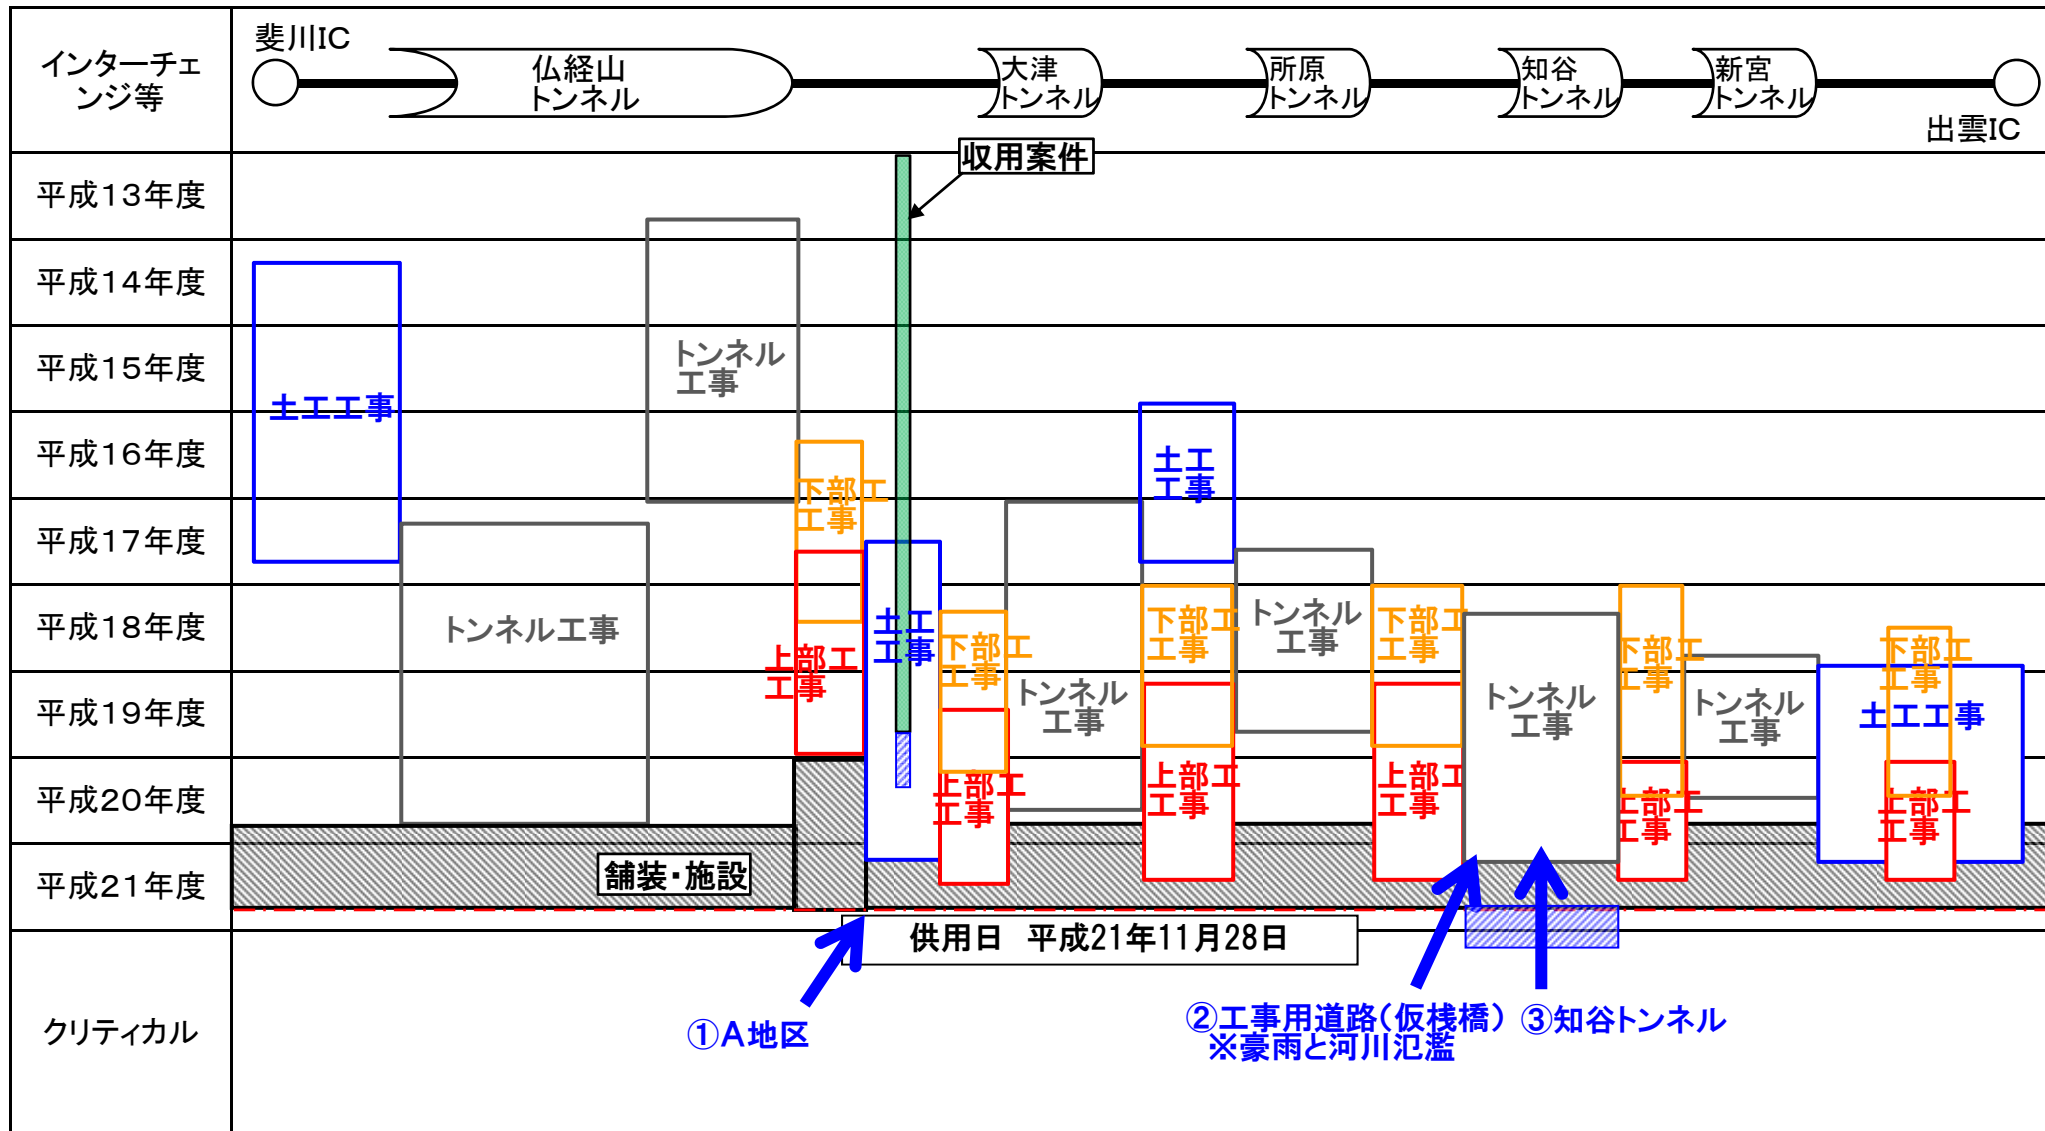 インターチェ
ンジ等
斐川IC
仏経山
トンネル
大津
トンネル
所原
トンネル
知谷
トンネル
新宮
トンネル
出雲IC
収用案件
平成13年度
平成14年度
平成15年度
平成16年度
平成17年度
平成18年度
平成19年度
平成20年度
平成21年度
クリティカル
土工工事
トンネル工事
トンネル
工事
下部工
工事
上部工
工事
土工
工事
下部工
工事
上部工
工事
トンネル
工事
土工
工事
下部工
工事
上部工
工事
トンネル
工事
下部工
工事
上部工
工事
トンネル
工事
下部工
工事
上部工
工事
トンネル
工事
土工工事
下部工
工事
上部工
工事
舗装・施設
供用日 平成21年11月28日
①A地区
②工事用道路(仮桟橋)
※豪雨と河川氾濫
③知谷トンネル